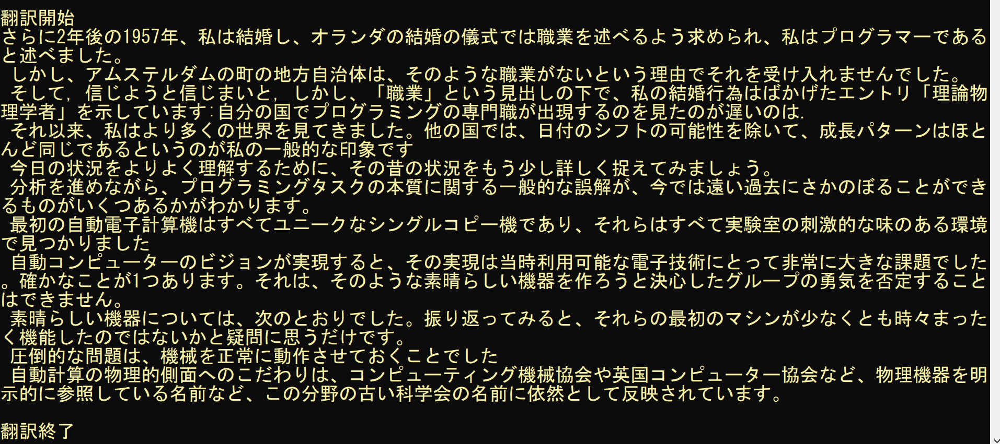 翻訳開始
さらに2年後の1957年、私は結婚し、オランダの結婚の儀式では職業を述べるよう求められ、私はプログラマーである
と述べました。
しかし、アムステルダムの町の地方自治体は、そのような職業がないという理由でそれを受け入れませんでした。
そして, 信じようと信じまいと, しかし、「職業」という見出しの下で、私の結婚行為はばかげたエントリ「理論物
理学者」を示しています:自分の国でプログラミングの専門職が出現するのを見たのが遅いのは.
それ以来、私はより多くの世界を見てきました。他の国では、日付のシフトの可能性を除いて、成長パターンはほと
んど同じであるというのが私の一般的な印象です
今日の状況をよりよく理解するために、その昔の状況をもう少し詳しく捉えてみましょう。
分析を進めながら、プログラミングタスクの本質に関する一般的な誤解が、今では遠い過去にさかのぼることができ
るものがいくつあるかがわかります。
最初の自動電子計算機はすべてユニークなシングルコピー機であり、それらはすべて実験室の刺激的な味のある環境
で見つかりました
自動コンピューターのビジョンが実現すると、その実現は当時利用可能な電子技術にとって非常に大きな課題でした
。確かなことが1つあります。それは、そのような素晴らしい機器を作ろうと決心したグループの勇気を否定すること
はできません。
素晴らしい機器については、次のとおりでした。振り返ってみると、それらの最初のマシンが少なくとも時々まった
く機能したのではないかと疑問に思うだけです。
圧倒的な問題は、機械を正常に動作させておくことでした
自動計算の物理的側面へのこだわりは、コンピューティング機械協会や英国コンピューター協会など、物理機器を明
示的に参照している名前など、この分野の古い科学会の名前に依然として反映されています。
翻訳終了